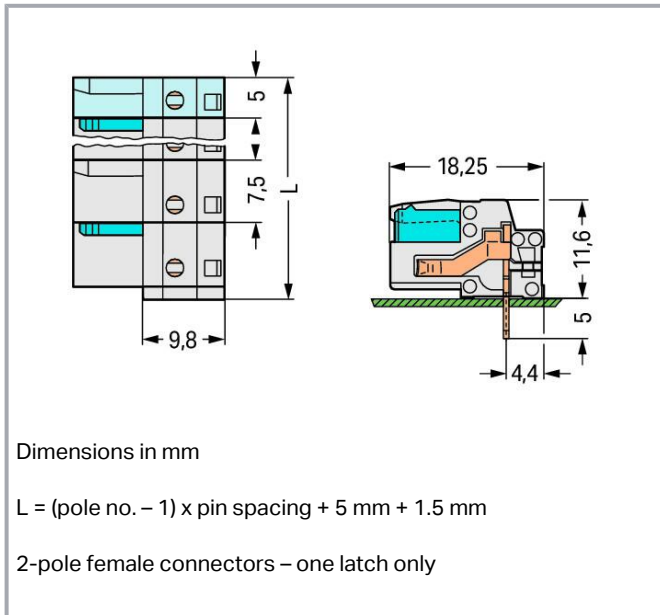 5
7,5
L
9,8
18,25
11,6
5
4,4
Dimensions in mm
L = (pole no. – 1) x pin spacing + 5 mm + 1.5 mm
2-pole female connectors – one latch only